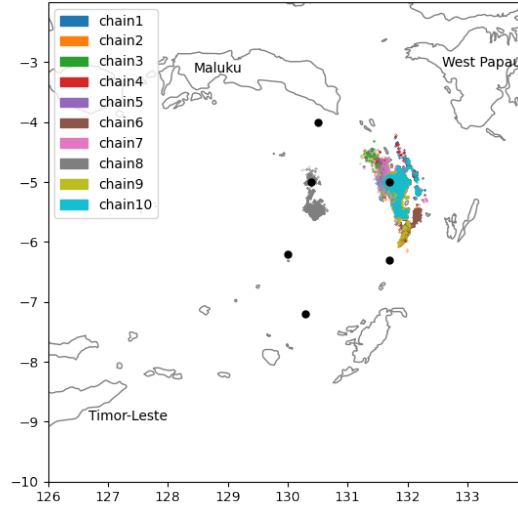 chain1
chain2
chain3
chain4
chain5
chain6
chain7
chain8
chain9
chain10
Maluku
West Papau
Timor-Leste
−3
−4
−5
−6
−7
−8
−9
−10
126
127
128
129
130
131
132
133